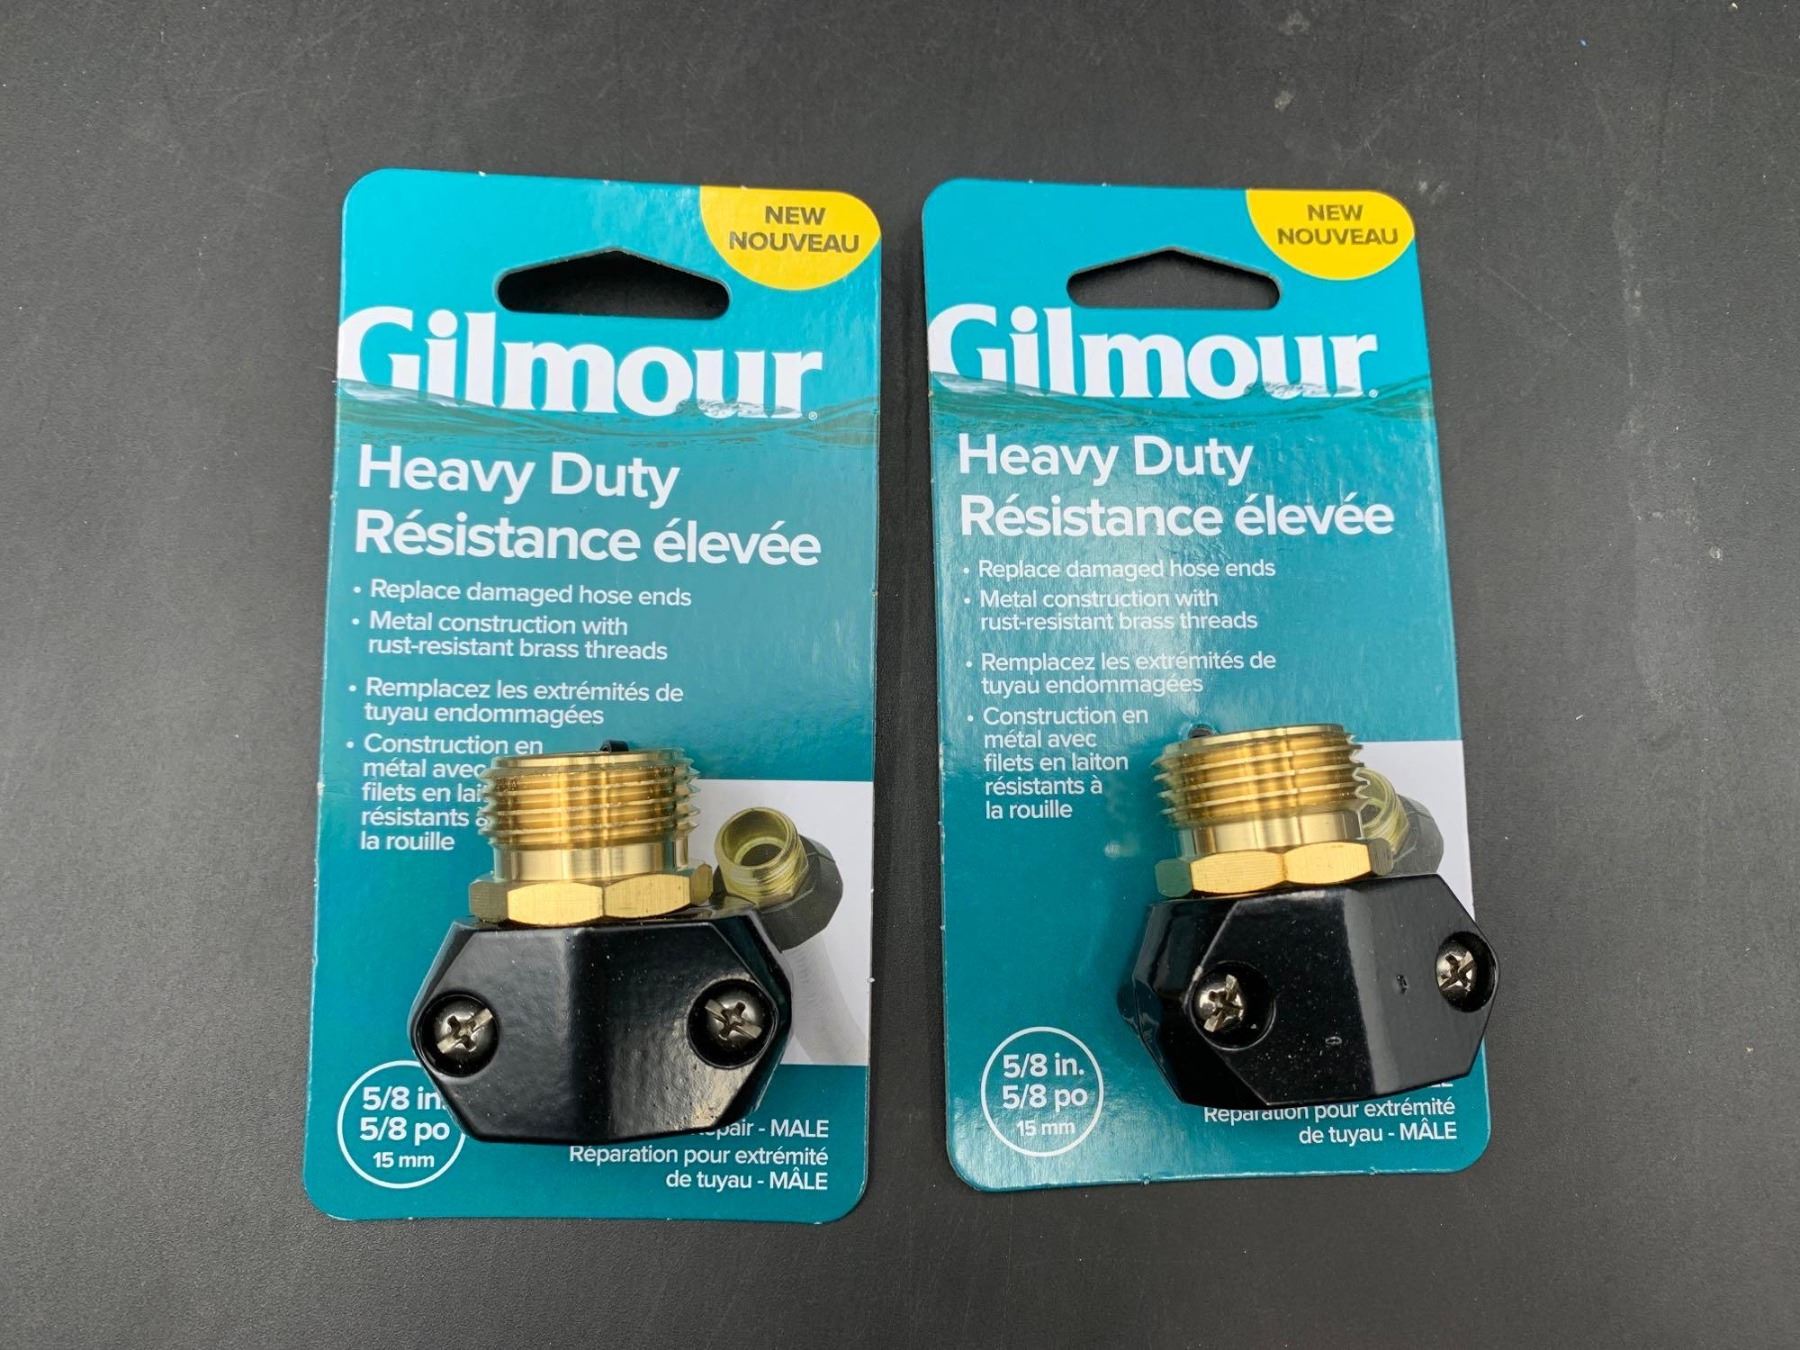 NEW
NOUVEAU
Gilmour
Heavy Duty
Résistance élevée
• Replace damaged hose ends
• Metal construction with
rust-resistant brass threads
• Remplacez les extrémités de
tuyau endommagées
• Construction en
métal avec
filets en
résistants à
la rouille
5/8 in.
5/8 po
15 mm
- MALE
Réparation pour extrémité
de tuyau - MÂLE
NEW
NOUVEAU
Gilmour
Heavy Duty
Résistance élevée
• Replace damaged hose ends
• Metal construction with
rust-resistant brass threads
• Remplacez les extrémités de
tuyau endommagées
• Construction en
métal avec
filets en laiton
résistants à
la rouille
5/8 in.
5/8 po
15 mm
Réparation pour extrémité
de tuyau - MÂLE